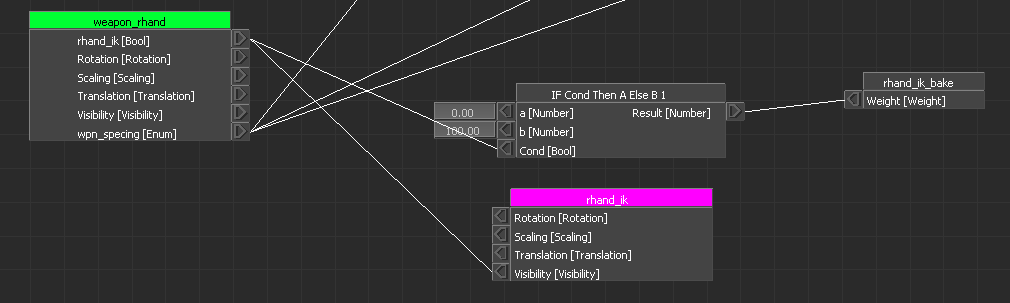 weapon_rhand
rhand_ik [Bool]
Rotation [Rotation]
Scaling [Scaling]
Translation [Translation]
Visibility [Visibility]
wpn_specing [Enum]
IF Cond Then A Else B 1
0.00
a [Number]
Result [Number]
100.00
b [Number]
Cond [Bool]
rhand_ik_bake
Weight [Weight]
rhand_ik
Rotation [Rotation]
Scaling [Scaling]
Translation [Translation]
Visibility [Visibility]